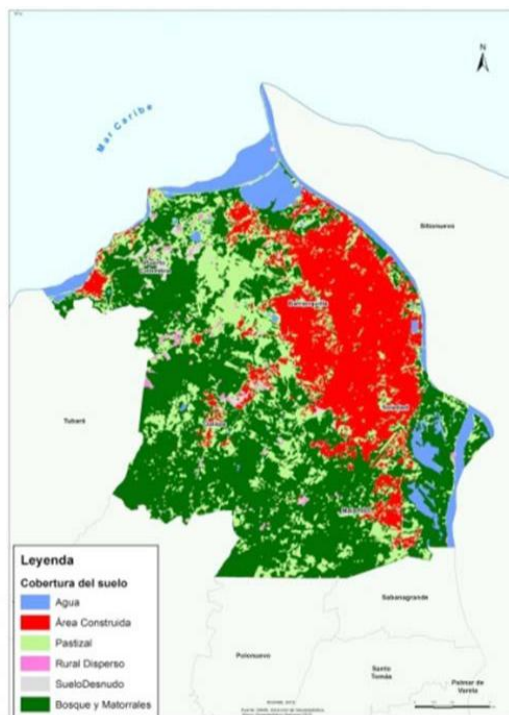 N
Mar Caribe
Sitionuevo
Barranquilla
Tubará
Soledad
Malambo
Sabanagrande
Polonuevo
Santo
Tomás
Palmar de
Varela
Leyenda
Cobertura del suelo
Agua
Área Construida
Pastizal
Rural Disperso
SueloDesnudo
Bosque y Matorrales